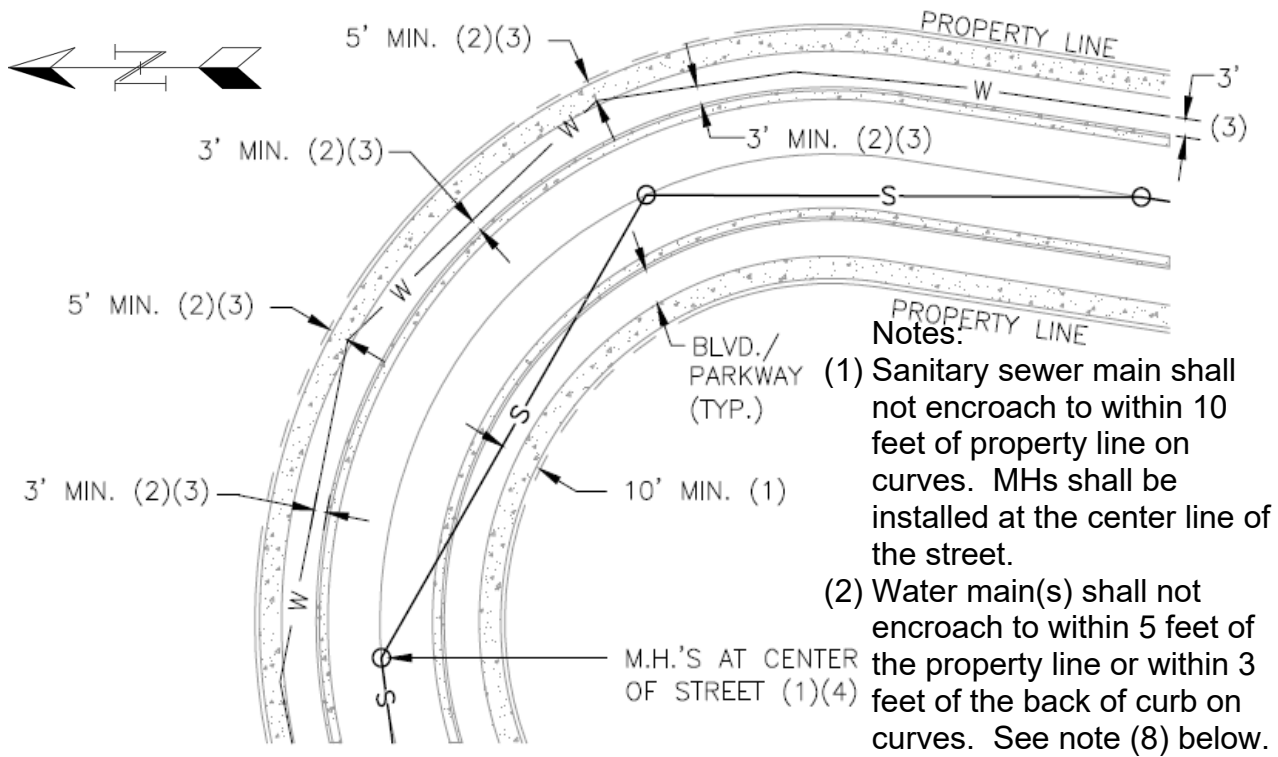 PROPERTY LINE
5' MIN. (2)(3)
W
3'
(3)
N
W
3' MIN. (2)(3)
3' MIN. (2)(3)
S
W
5' MIN. (2)(3)
PROPERTY LINE
BLVD./
PARKWAY
(TYP.)
S
3' MIN. (2)(3)
10' MIN. (1)
W
M.H.'S AT CENTER
OF STREET (1)(4)
S
Notes:
(1) Sanitary sewer main shall
not encroach to within 10
feet of property line on
curves. MHs shall be
installed at the center line of
the street.
(2) Water main(s) shall not
encroach to within 5 feet of
the property line or within 3
feet of the back of curb on
curves. See note (8) below.